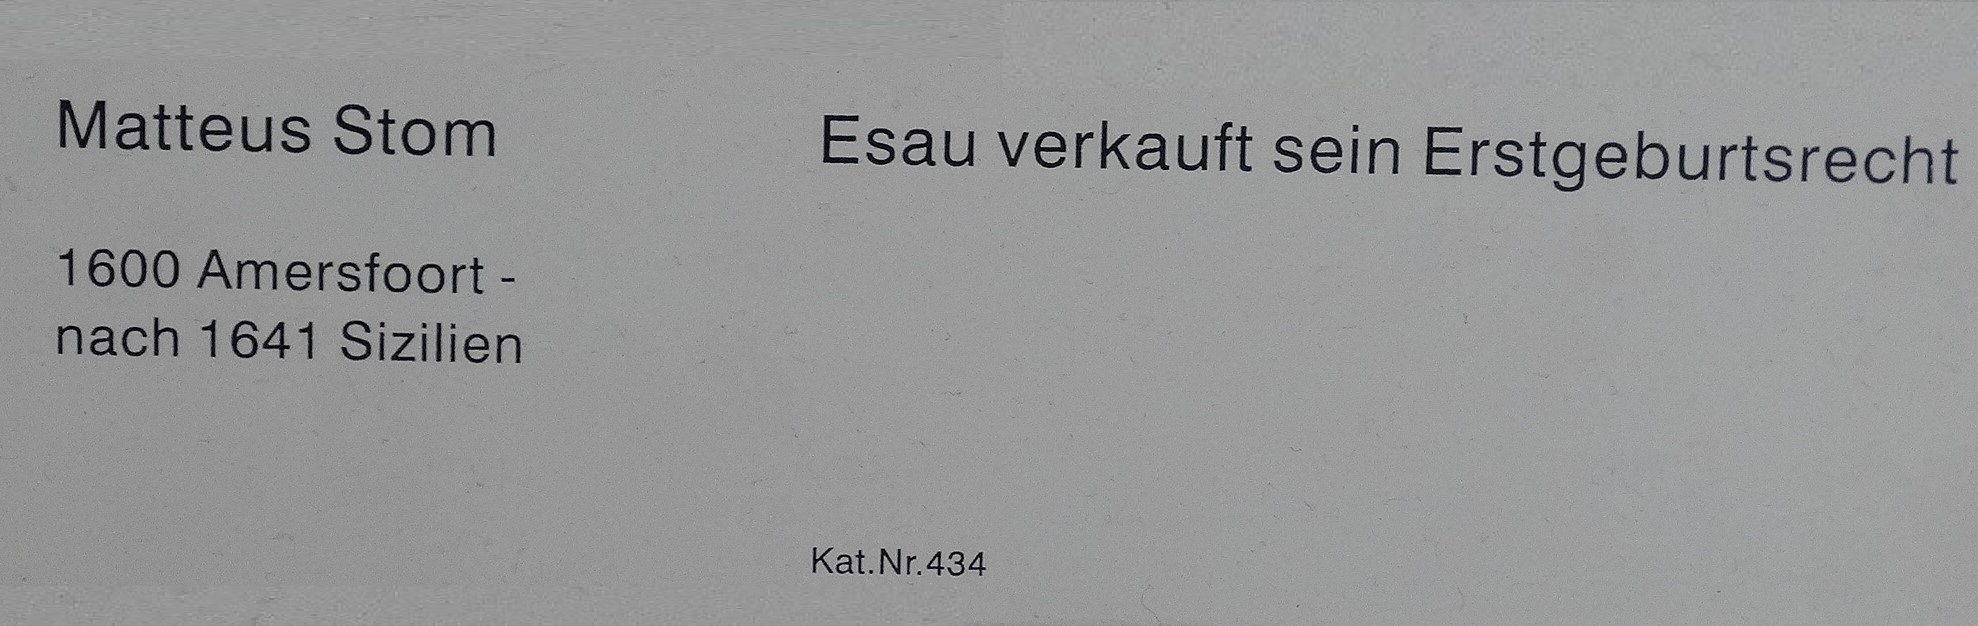 Matteus Stom
1600 Amersfoort -
nach 1641 Sizilien
Esau verkauft sein Erstgeburtsrecht
Kat.Nr.434